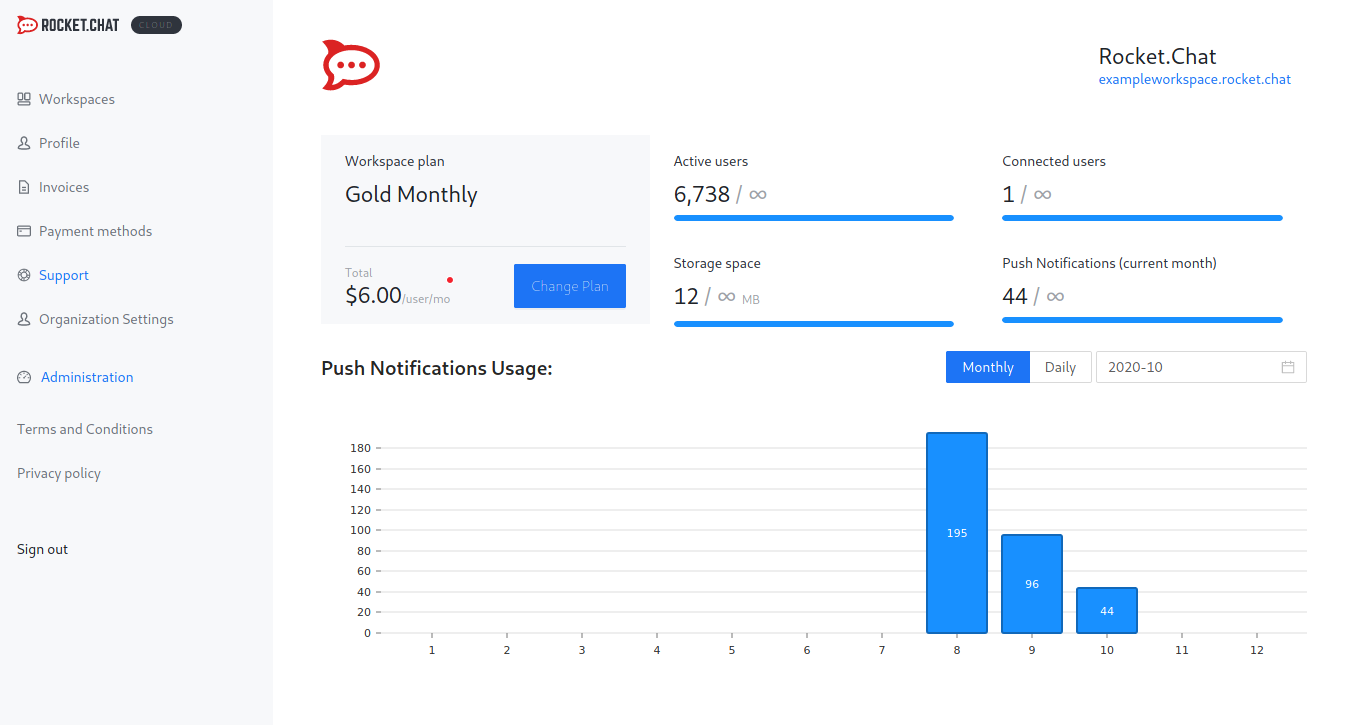 ROCKET.CHAT CLOUD
Workspaces
Profile
Invoices
Payment methods
Support
Organization Settings
Administration
Terms and Conditions
Privacy policy
Sign out
Rocket.Chat
exampleworkspace.rocket.chat
Workspace plan
Gold Monthly
Total
$6.00/user/mo
Change Plan
Active users
6,738 / ∞
Connected users
1 / ∞
Storage space
12 / ∞ MB
Push Notifications (current month)
44 / ∞
Push Notifications Usage:
Monthly Daily 2020-10
180
160
140
120
100
80
60
40
20
0
195
96
44
1 2 3 4 5 6 7 8 9 10 11 12